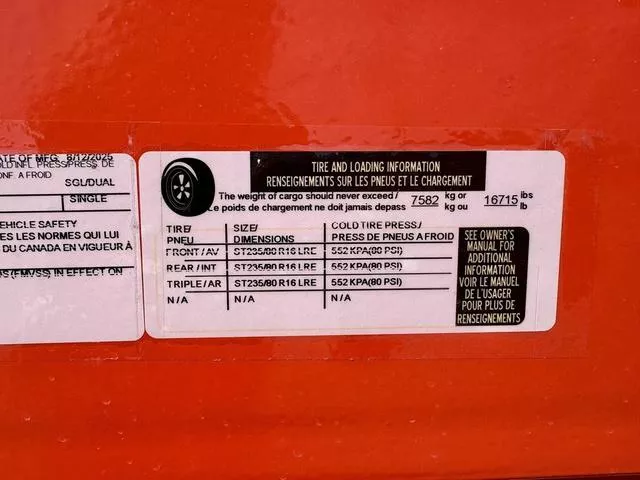 ATE OF MFG 8/12/2025
COLD INFL. PRESS/PRESS. DE
ONF. A FROID
SGL/DUAL
SINGLE
EHICLE SAFETY
ES LES NORMES QUI LUI
DU CANADA EN VIGUEUR À
S (FMVSS) IN EFFECT ON
TIRE AND LOADING INFORMATION
RENSEIGNEMENTS SUR LES PNEUS ET LE CHARGEMENT
The weight of cargo should never exceed / 7582 kg or 16715 lbs
Le poids de chargement ne doit jamais depass kg ou lb
TIRE/ SIZE/ COLD TIRE PRESS/
PNEU DIMENSIONS PRESS DE PNEUS A FROID
FRONT/AV ST235/80 R16 LRE 552 KPA(80 PSI)
REAR/INT ST235/80 R16 LRE 552 KPA(80 PSI)
TRIPLE/AR ST235/80 R16 LRE 552 KPA(80 PSI)
N/A N/A N/A
SEE OWNER'S
MANUAL FOR
ADDITIONAL
INFORMATION
VOIR LE MANUEL
DE L'USAGER
POUR PLUS DE
RENSEIGNEMENTS